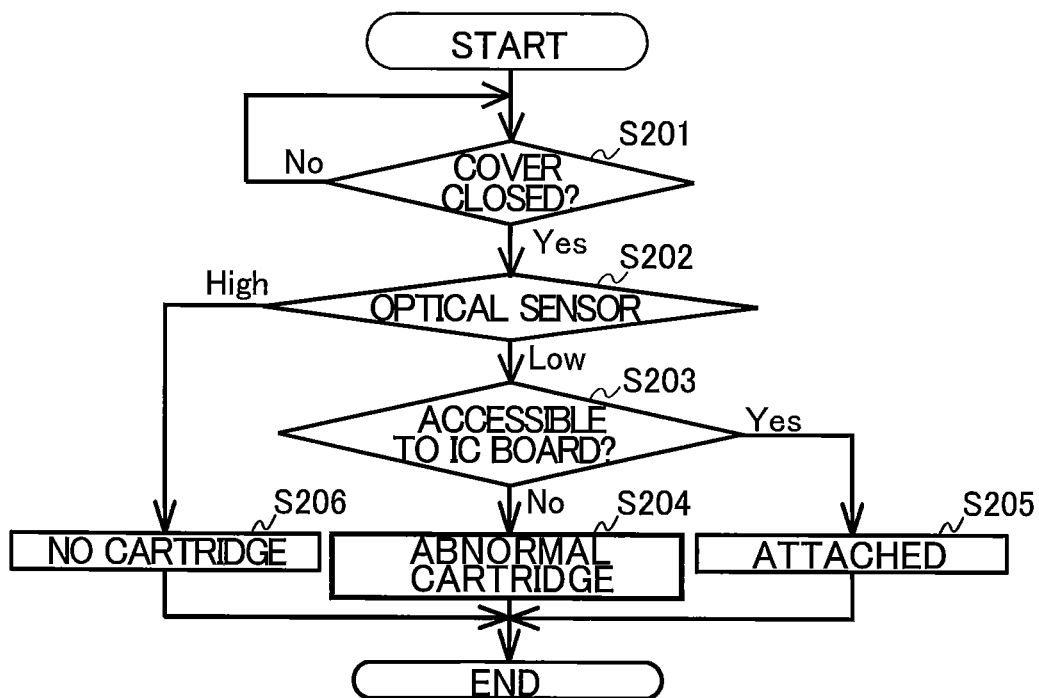 START
S201
No
COVER
CLOSED?
Yes
S202
High
OPTICAL SENSOR
Low
S203
ACCESSIBLE
TO IC BOARD?
Yes
No
S206
S204
S205
NO CARTRIDGE
ABNORMAL
CARTRIDGE
ATTACHED
END